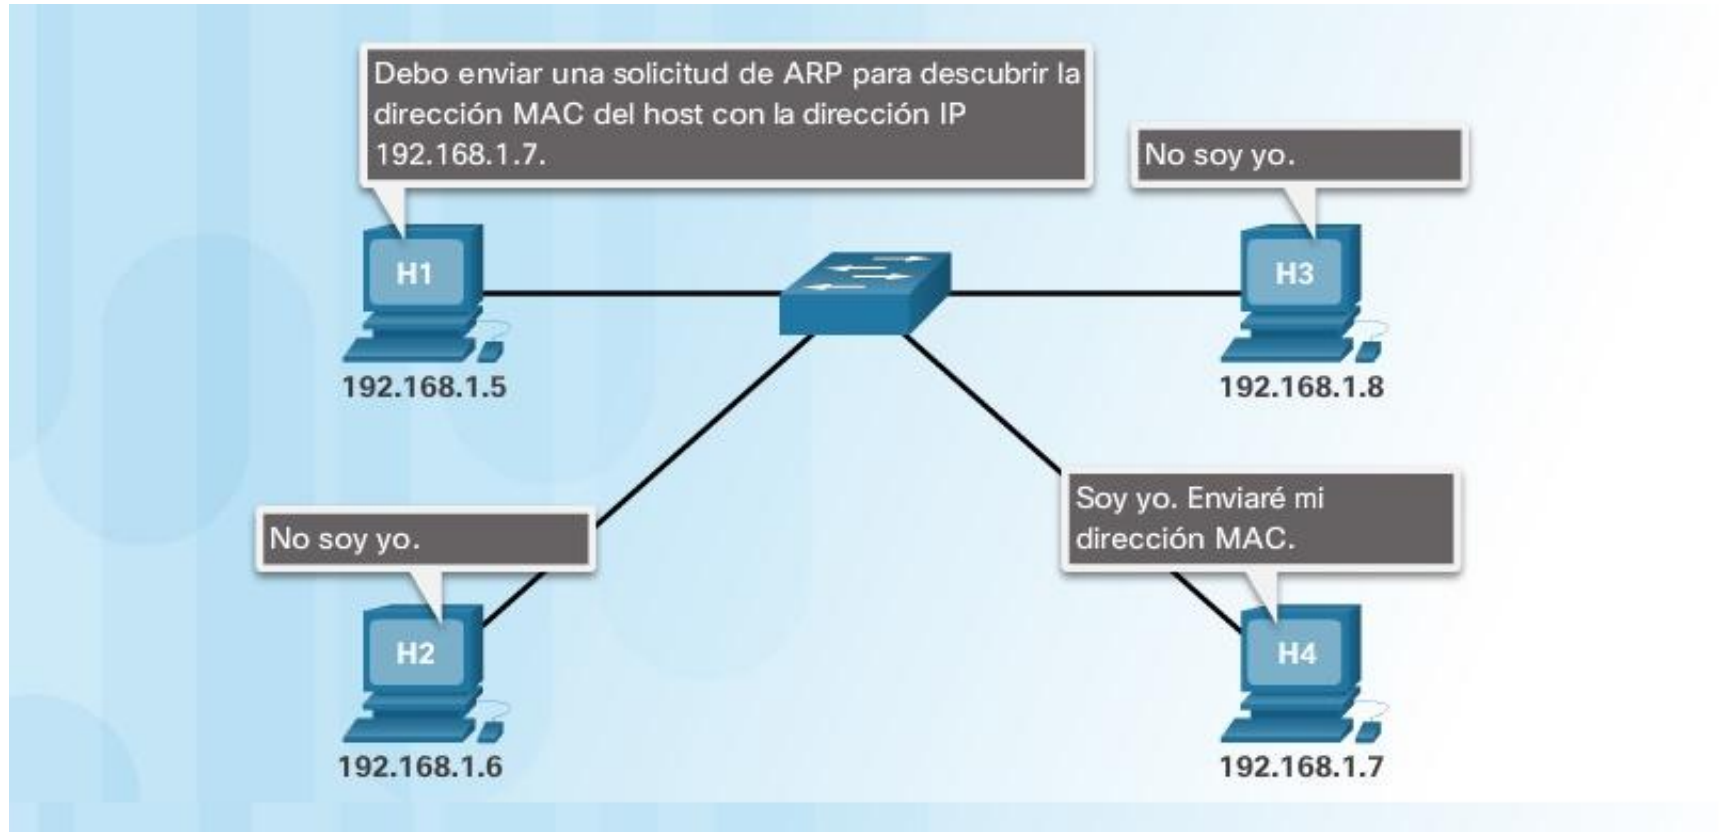 Debo enviar una solicitud de ARP para descubrir la
dirección MAC del host con la dirección IP
192.168.1.7.
No soy yo.
H1
H3
192.168.1.5
192.168.1.8
Soy yo. Enviaré mi
dirección MAC.
No soy yo.
H2
H4
192.168.1.6
192.168.1.7